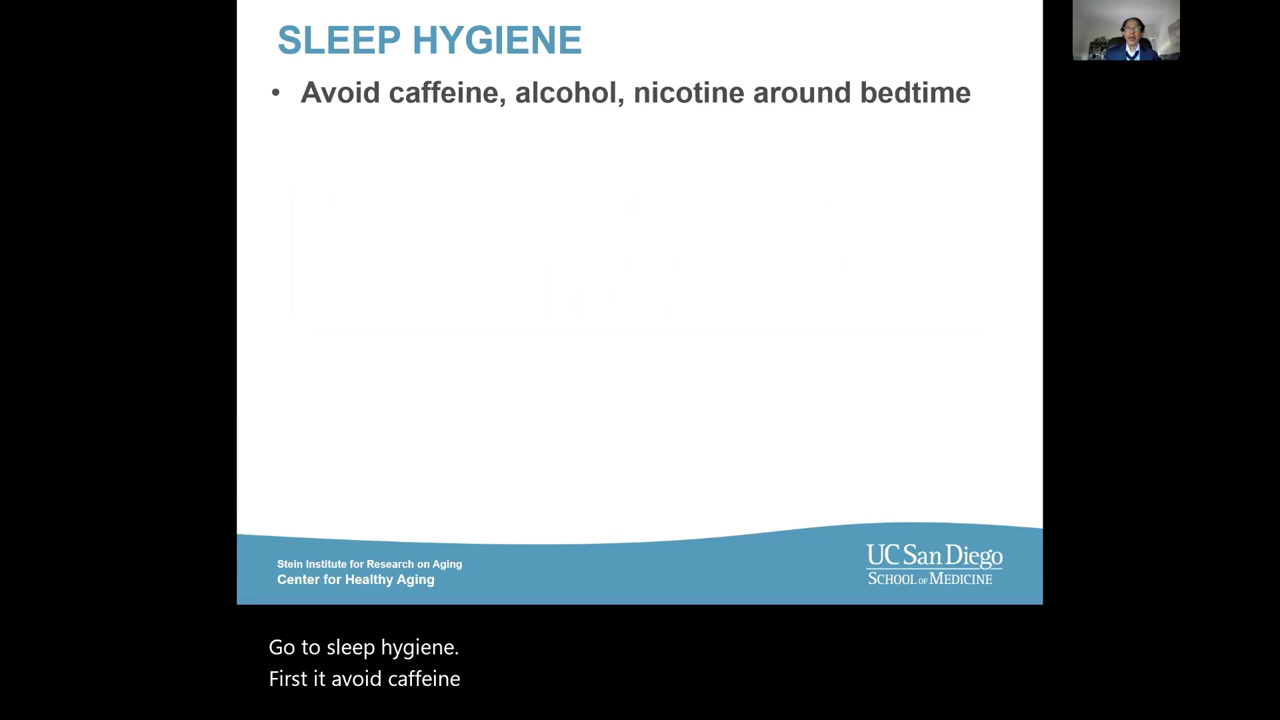 SLEEP HYGIENE
• Avoid caffeine, alcohol, nicotine around bedtime
Stein Institute for Research on Aging
Center for Healthy Aging
UC San Diego
SCHOOL OF MEDICINE
Go to sleep hygiene.
First it avoid caffeine